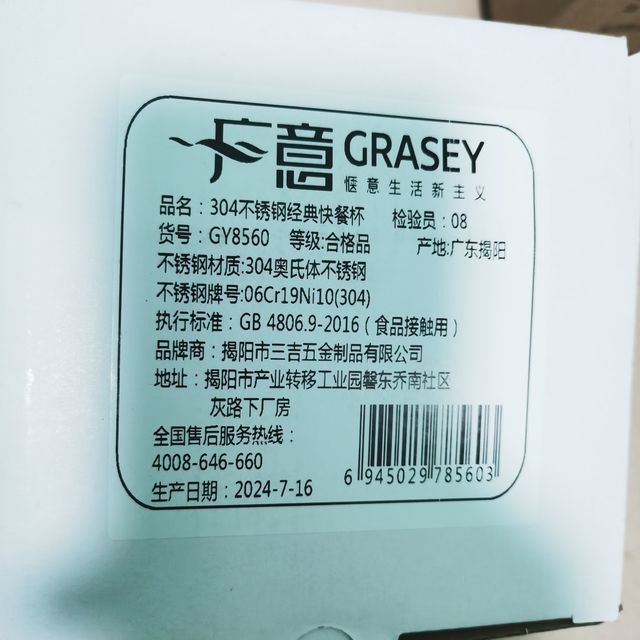 广意 GRASEY
惬意生活新主义
品名：304不锈钢经典快餐杯 检验员：08
货号：GY8560 等级:合格品 产地:广东揭阳
不锈钢材质:304奥氏体不锈钢
不锈钢牌号:06Cr19Ni10(304)
执行标准：GB 4806.9-2016（食品接触用）
品牌商：揭阳市三吉五金制品有限公司
地址：揭阳市产业转移工业园磐东乔南社区
灰路下厂房
全国售后服务热线：
4008-646-660
生产日期：2024-7-16
6 945029 785603